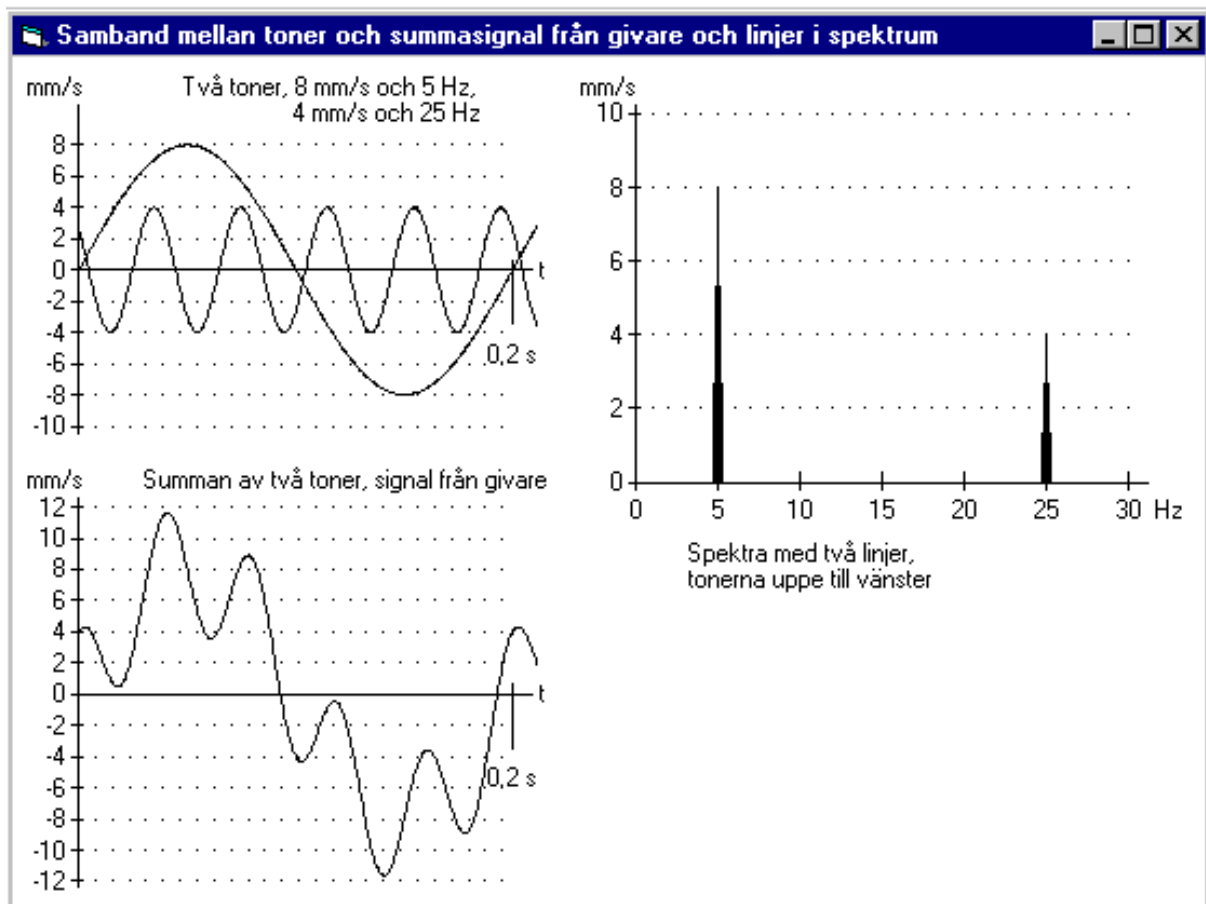 Samband mellan toner och summasignal från givare och linjer i spektrum
mm/s
Två toner, 8 mm/s och 5 Hz,
4 mm/s och 25 Hz
8
6
4
2
0
-2
-4
-6
-8
-10
t
0,2 s
mm/s
Summan av två toner, signal från givare
12
10
8
6
4
2
0
-2
-4
-6
-8
-10
-12
t
0,2 s
mm/s
10
8
6
4
2
0
0 5 10 15 20 25 30 Hz
Spektra med två linjer,
tonerna uppe till vänster